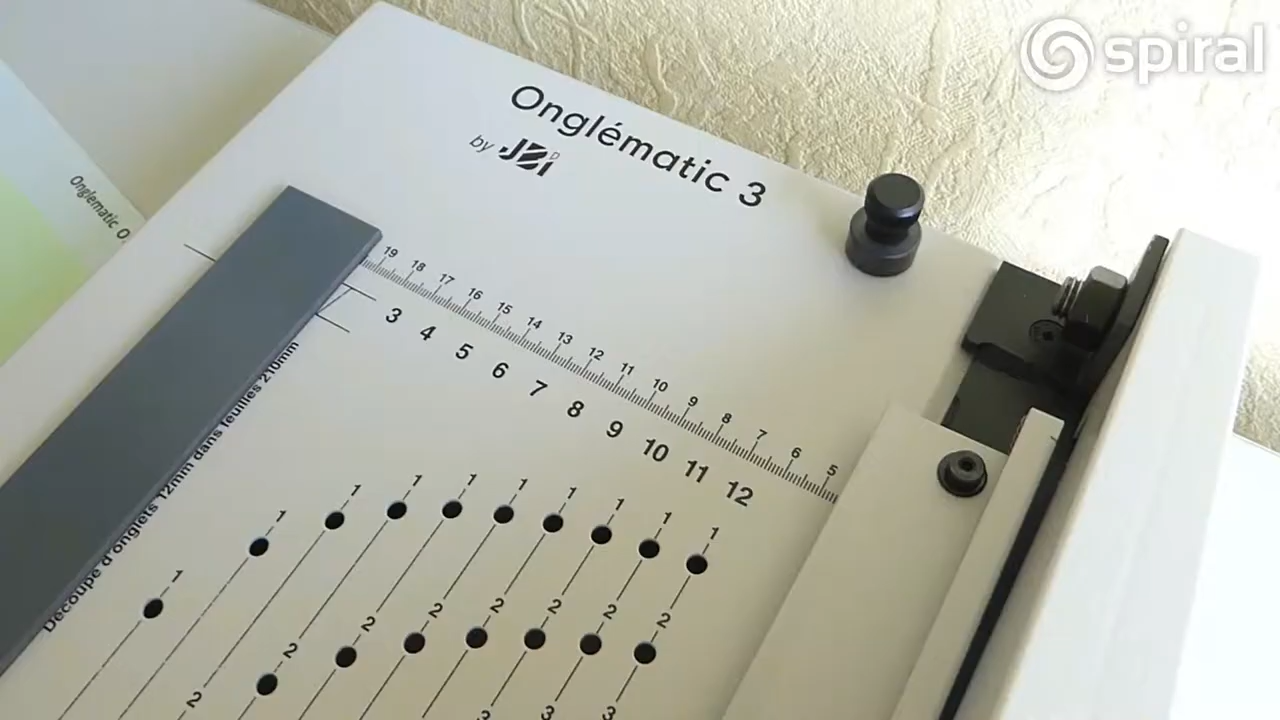 spiral
Onglématic 3
by JBi D
Onglematic O
19 18 17 16 15 14 13 12 11 10 9 8 7 6 5
3 4 5 6 7 8 9 10 11 12
Découpe d'onglets 12mm dans feuilles 210mm
1 1 1 1 1 1 1 1 1 1
2 2 2 2 2 2 2 2
3 3 3